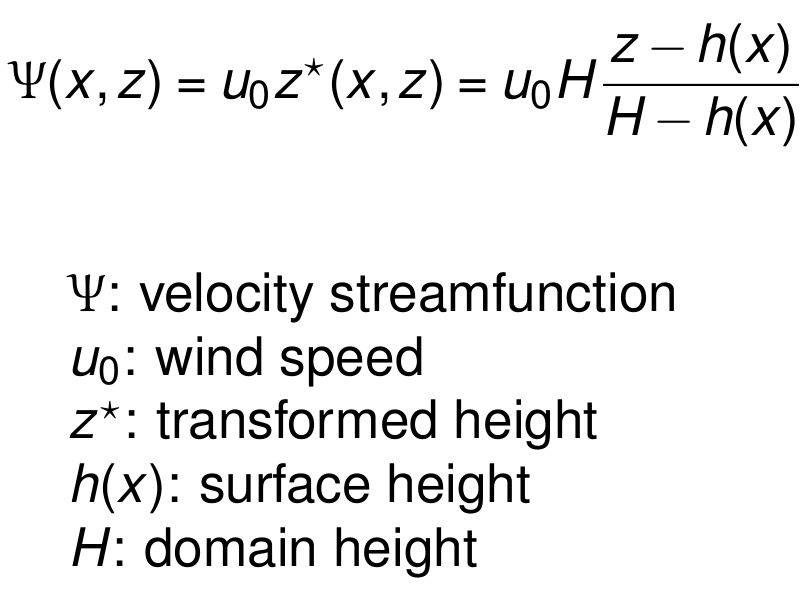 Ψ(x, z) = u₀z⋆(x, z) = u₀H (z − h(x))/(H − h(x))
Ψ: velocity streamfunction
u₀: wind speed
z⋆: transformed height
h(x): surface height
H: domain height